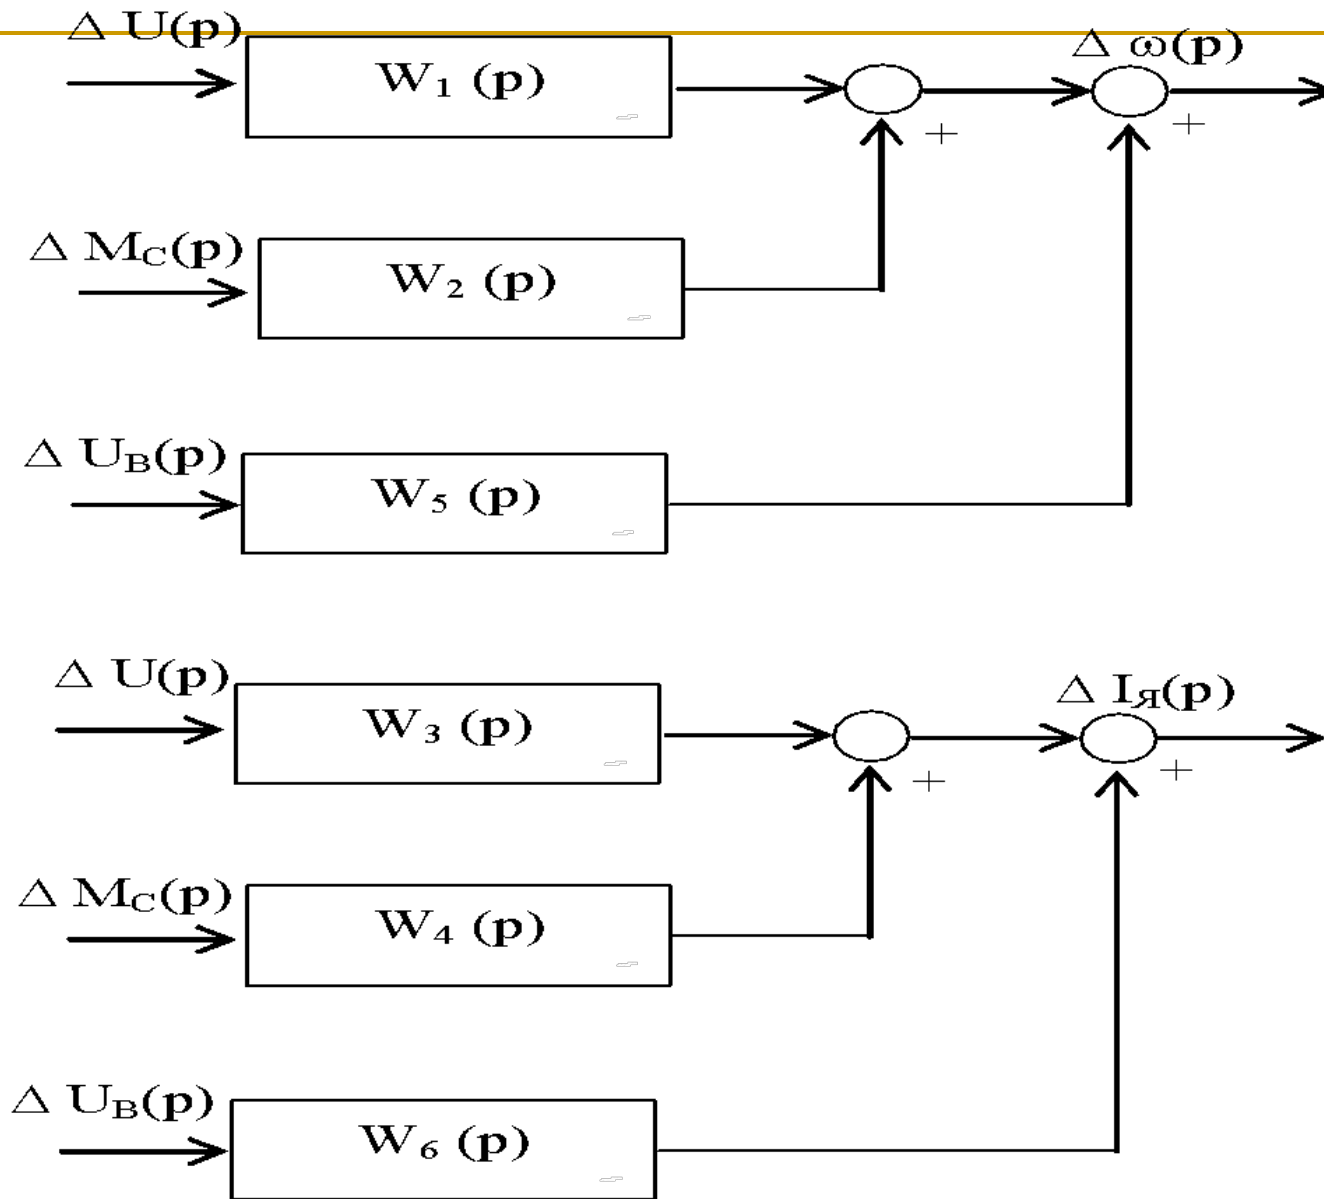 Δ U(p)
W₁ (p)
Δ ω(p)
+
+
Δ M_C(p)
W₂ (p)
Δ U_B(p)
W₅ (p)
Δ U(p)
W₃ (p)
Δ I_Я(p)
+
+
Δ M_C(p)
W₄ (p)
Δ U_B(p)
W₆ (p)